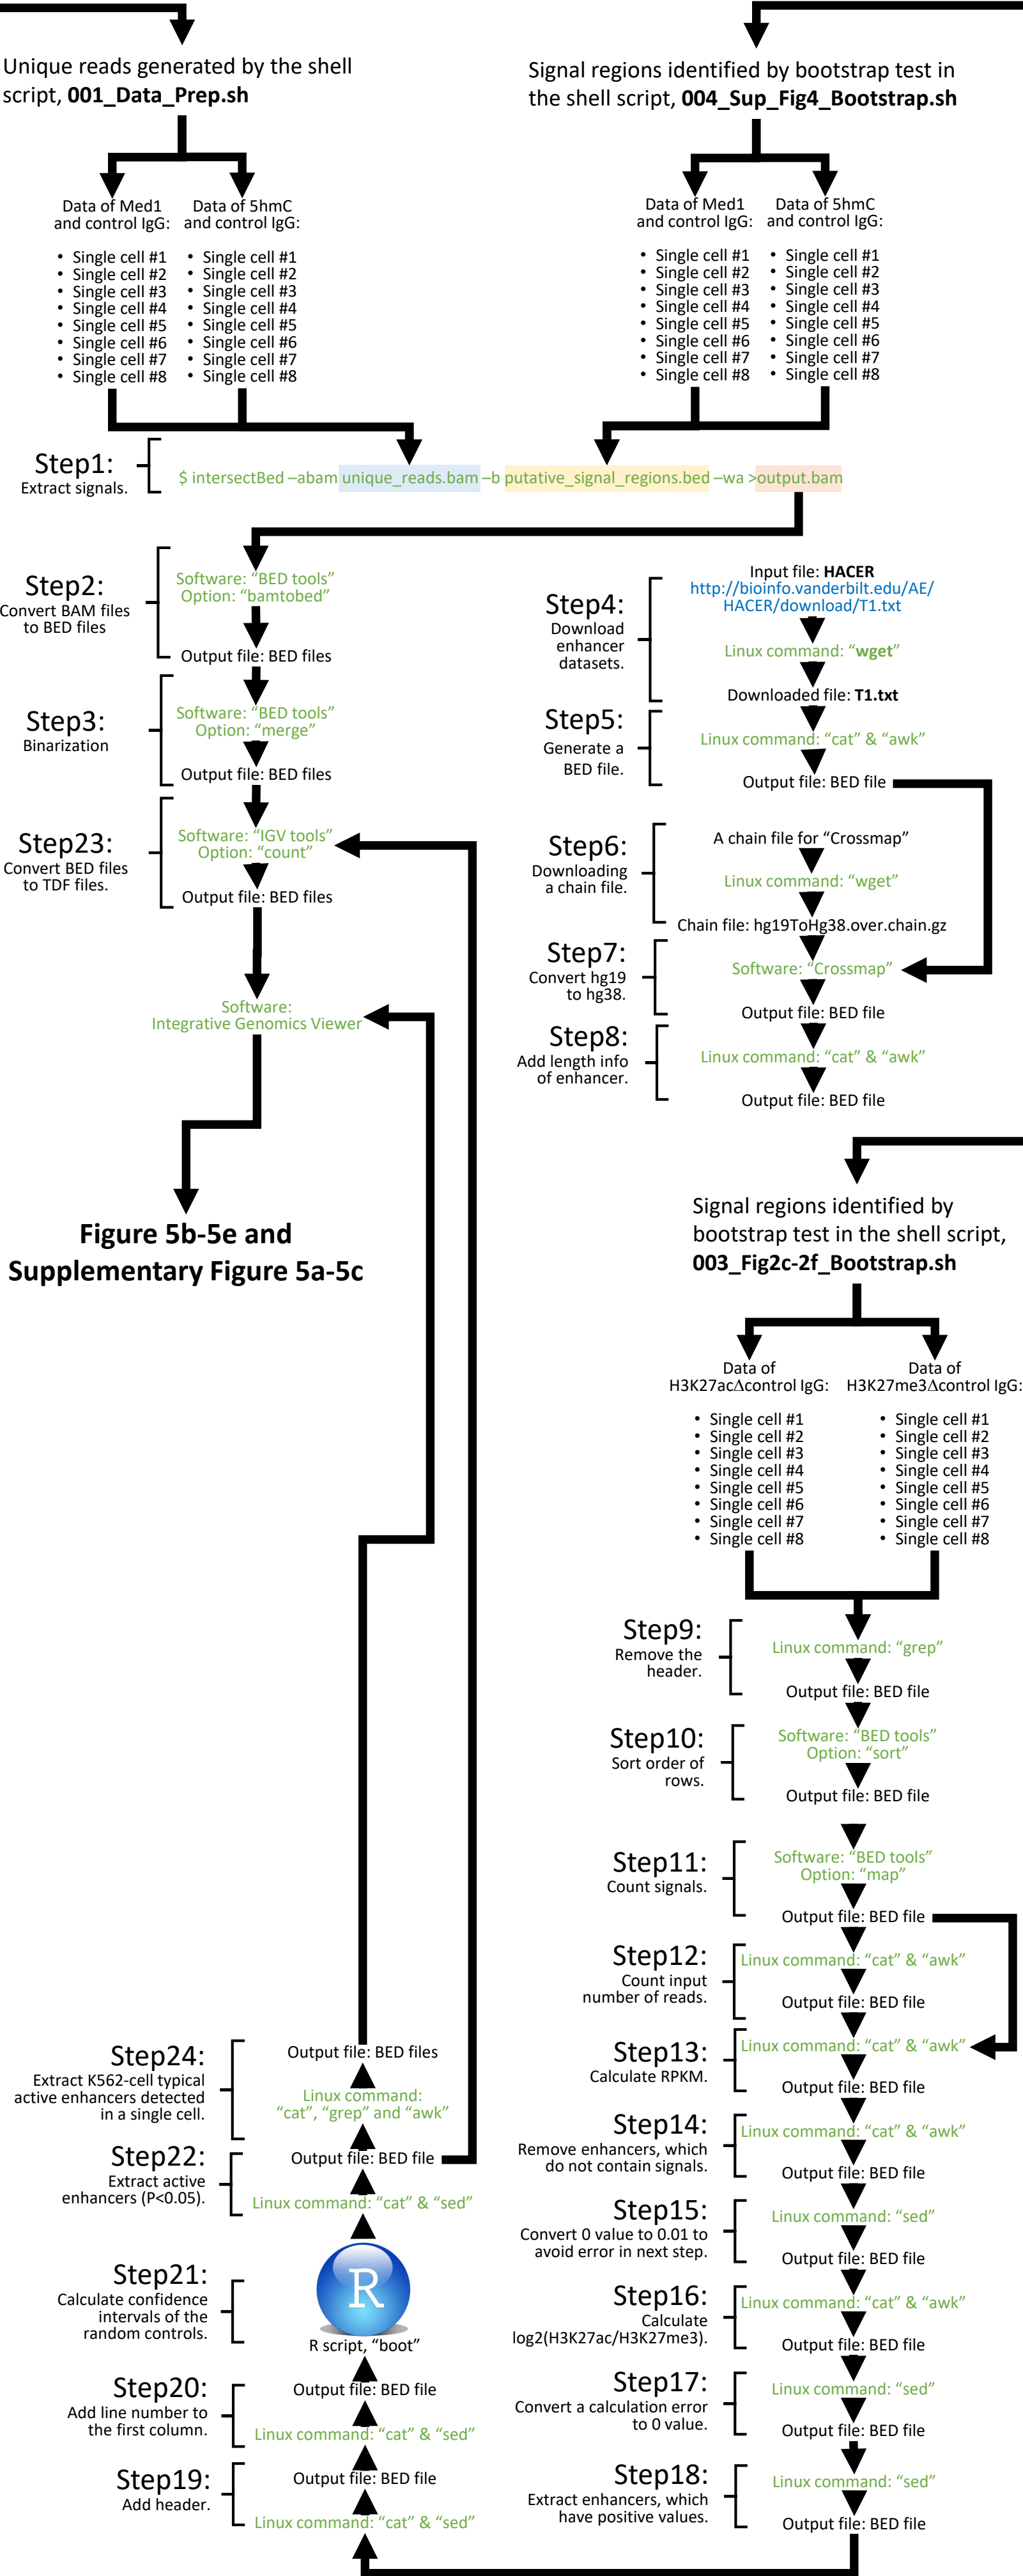 Unique reads generated by the shell
script, 001_Data_Prep.sh
Data of Med1
and control IgG:
• Single cell #1
• Single cell #2
• Single cell #3
• Single cell #4
• Single cell #5
• Single cell #6
• Single cell #7
• Single cell #8
Data of 5hmC
and control IgG:
• Single cell #1
• Single cell #2
• Single cell #3
• Single cell #4
• Single cell #5
• Single cell #6
• Single cell #7
• Single cell #8
Signal regions identified by bootstrap test in
the shell script, 004_Sup_Fig4_Bootstrap.sh
Data of Med1
and control IgG:
• Single cell #1
• Single cell #2
• Single cell #3
• Single cell #4
• Single cell #5
• Single cell #6
• Single cell #7
• Single cell #8
Data of 5hmC
and control IgG:
• Single cell #1
• Single cell #2
• Single cell #3
• Single cell #4
• Single cell #5
• Single cell #6
• Single cell #7
• Single cell #8
Step1:
Extract signals.
$ intersectBed –abam unique_reads.bam –b putative_signal_regions.bed –wa >output.bam
Step2:
Convert BAM files
to BED files
Software: “BED tools”
Option: “bamtobed”
Output file: BED files
Step3:
Binarization
Software: “BED tools”
Option: “merge”
Output file: BED files
Step23:
Convert BED files
to TDF files.
Software: “IGV tools”
Option: “count”
Output file: BED files
Software:
Integrative Genomics Viewer
Figure 5b-5e and
Supplementary Figure 5a-5c
Step4:
Download
enhancer
datasets.
Input file: HACER
http://bioinfo.vanderbilt.edu/AE/
HACER/download/T1.txt
Linux command: “wget”
Downloaded file: T1.txt
Step5:
Generate a
BED file.
Linux command: “cat” & “awk”
Output file: BED file
Step6:
Downloading
a chain file.
A chain file for “Crossmap”
Linux command: “wget”
Chain file: hg19ToHg38.over.chain.gz
Step7:
Convert hg19
to hg38.
Software: “Crossmap”
Output file: BED file
Step8:
Add length info
of enhancer.
Linux command: “cat” & “awk”
Output file: BED file
Signal regions identified by
bootstrap test in the shell script,
003_Fig2c-2f_Bootstrap.sh
Data of
H3K27acΔcontrol IgG:
• Single cell #1
• Single cell #2
• Single cell #3
• Single cell #4
• Single cell #5
• Single cell #6
• Single cell #7
• Single cell #8
Data of
H3K27me3Δcontrol IgG:
• Single cell #1
• Single cell #2
• Single cell #3
• Single cell #4
• Single cell #5
• Single cell #6
• Single cell #7
• Single cell #8
Step9:
Remove the
header.
Linux command: “grep”
Output file: BED file
Step10:
Sort order of
rows.
Software: “BED tools”
Option: “sort”
Output file: BED file
Step11:
Count signals.
Software: “BED tools”
Option: “map”
Output file: BED file
Step12:
Count input
number of reads.
Linux command: “cat” & “awk”
Output file: BED file
Step13:
Calculate RPKM.
Linux command: “cat” & “awk”
Output file: BED file
Step14:
Remove enhancers, which
do not contain signals.
Linux command: “cat” & “awk”
Output file: BED file
Step15:
Convert 0 value to 0.01 to
avoid error in next step.
Linux command: “sed”
Output file: BED file
Step16:
Calculate
log2(H3K27ac/H3K27me3).
Linux command: “cat” & “awk”
Output file: BED file
Step17:
Convert a calculation error
to 0 value.
Linux command: “sed”
Output file: BED file
Step18:
Extract enhancers, which
have positive values.
Linux command: “sed”
Output file: BED file
Step24:
Extract K562-cell typical
active enhancers detected
in a single cell.
Output file: BED files
Linux command:
“cat”, “grep” and “awk”
Step22:
Extract active
enhancers (P<0.05).
Output file: BED file
Linux command: “cat” & “sed”
Step21:
Calculate confidence
intervals of the
random controls.
R
R script, “boot”
Step20:
Add line number to
the first column.
Output file: BED file
Linux command: “cat” & “sed”
Step19:
Add header.
Output file: BED file
Linux command: “cat” & “sed”